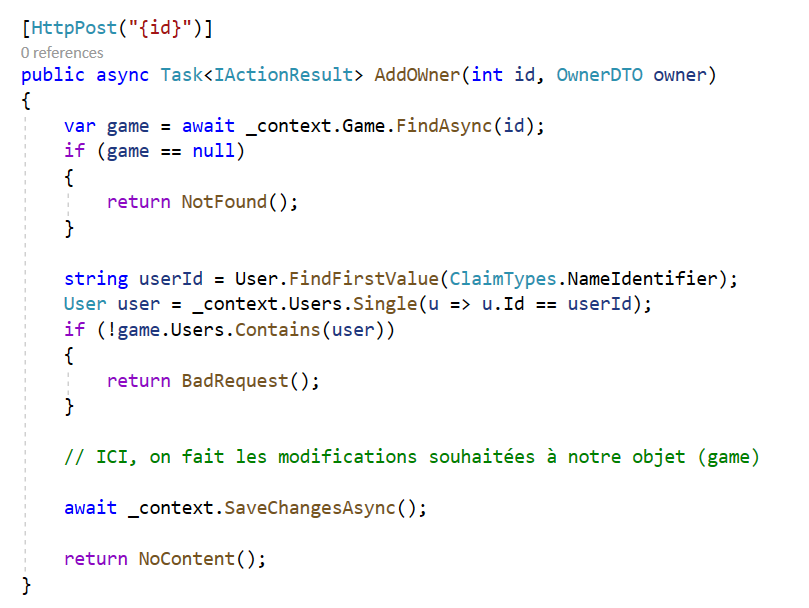 [HttpPost("{id}")]
0 references
public async Task<IActionResult> AddOWner(int id, OwnerDTO owner)
{
var game = await _context.Game.FindAsync(id);
if (game == null)
{
return NotFound();
}
string userId = User.FindFirstValue(ClaimTypes.NameIdentifier);
User user = _context.Users.Single(u => u.Id == userId);
if (!game.Users.Contains(user))
{
return BadRequest();
}
// ICI, on fait les modifications souhaitées à notre objet (game)
await _context.SaveChangesAsync();
return NoContent();
}